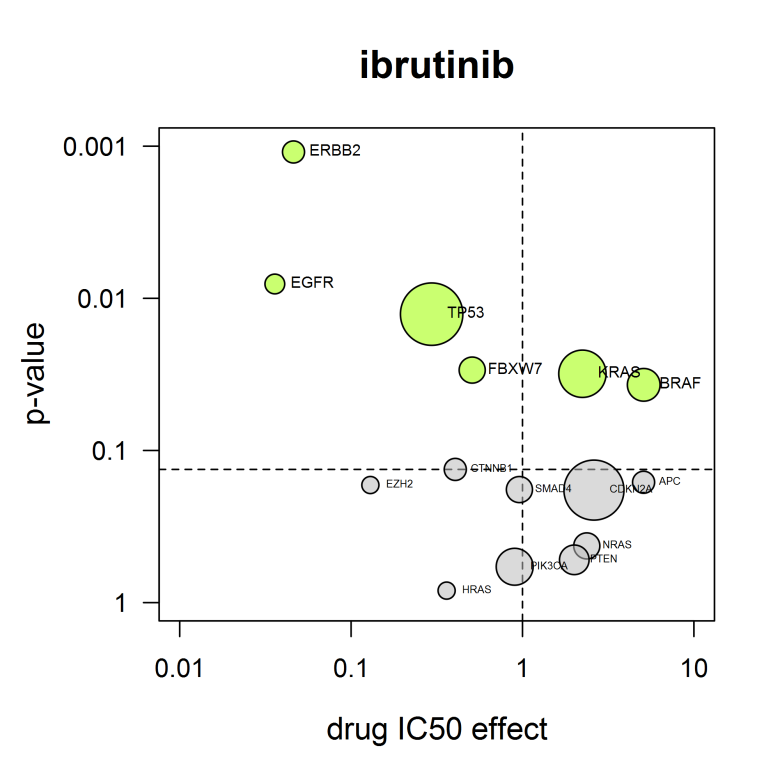 ibrutinib
0.001
ERBB2
EGFR
0.01
TP53
FBXW7
KRAS
BRAF
p-value
0.1
CTNNB1
EZH2
SMAD4
CDKN2A
APC
NRAS
PTEN
PIK3CA
HRAS
1
0.01
0.1
1
10
drug IC50 effect